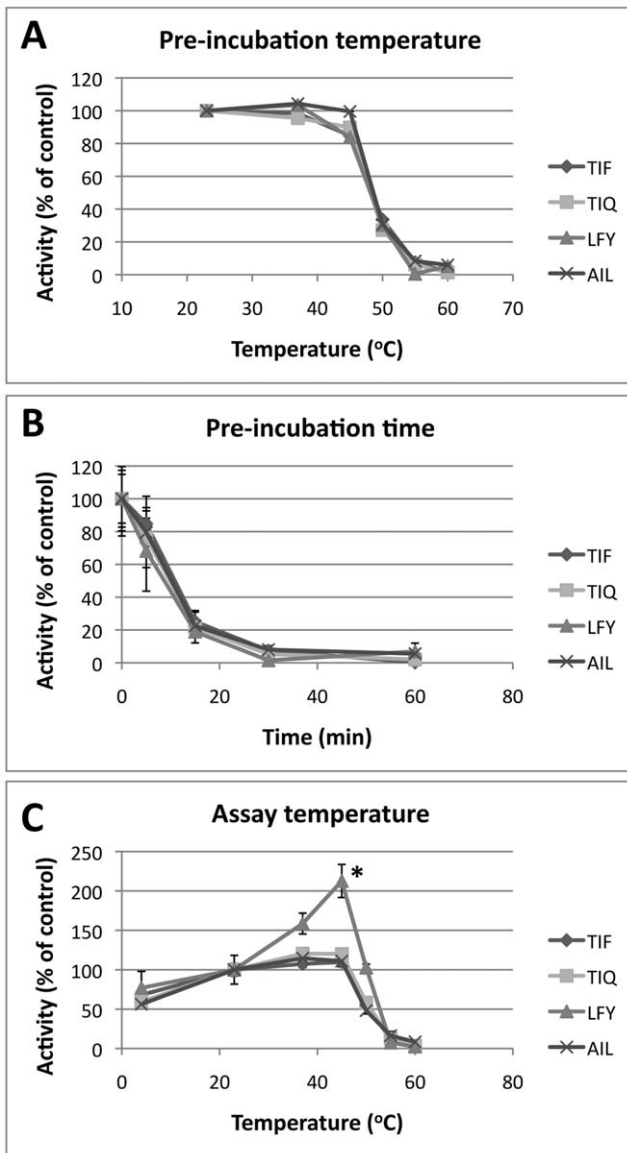 A
Pre-incubation temperature
Activity (% of control)
120
100
80
60
40
20
0
10 20 30 40 50 60 70
Temperature (oC)
TIF
TIQ
LFY
AIL
B
Pre-incubation time
Activity (% of control)
120
100
80
60
40
20
0
0 20 40 60 80
Time (min)
TIF
TIQ
LFY
AIL
C
Assay temperature
Activity (% of control)
250
200
150
100
50
0
*
0 20 40 60 80
Temperature (oC)
TIF
TIQ
LFY
AIL